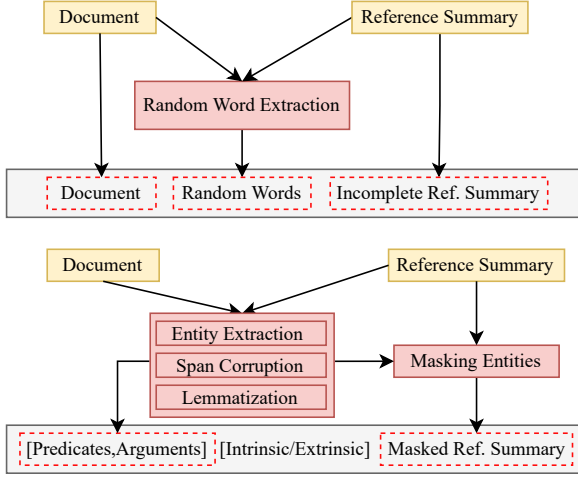 Document
Reference Summary
Random Word Extraction
Document
Random Words
Incomplete Ref. Summary
Document
Reference Summary
Entity Extraction
Span Corruption
Masking Entities
Lemmatization
[Predicates,Arguments]
[Intrinsic/Extrinsic]
Masked Ref. Summary